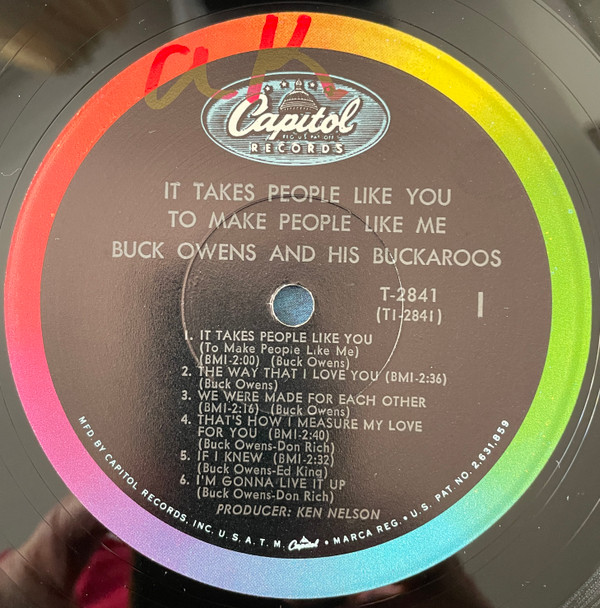 aK
Capitol
REG. U.S. PAT. OFF.
RECORDS
IT TAKES PEOPLE LIKE YOU
TO MAKE PEOPLE LIKE ME
BUCK OWENS AND HIS BUCKAROOS
T-2841
(T1-2841)
1
1. IT TAKES PEOPLE LIKE YOU
(To Make People Like Me)
(BMI-2:00) (Buck Owens)
2. THE WAY THAT I LOVE YOU (BMI-2:36)
(Buck Owens)
3. WE WERE MADE FOR EACH OTHER
(BMI-2:16) (Buck Owens)
4. THAT'S HOW I MEASURE MY LOVE
FOR YOU (BMI-2:40)
(Buck Owens-Don Rich)
5. IF I KNEW (BMI-2:32)
(Buck Owens-Ed King)
6. I'M GONNA LIVE IT UP
(Buck Owens-Don Rich)
PRODUCER: KEN NELSON
MFD. BY CAPITOL RECORDS, INC. U. S. A. T. M. Capitol • MARCA REG. • U. S. PAT. NO. 2,631,859